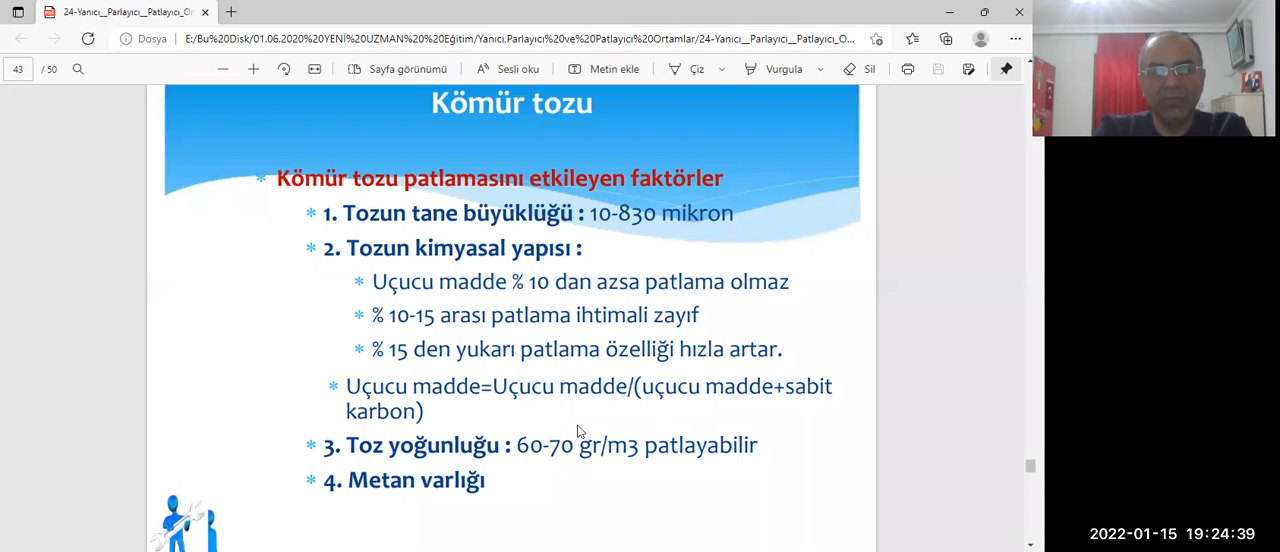 24-Yanıcı__Parlayıcı__Patlayıcı_Or
Dosya
E:/Bu%20Disk/01.06.2020%20YENİ%20UZMAN%20%20Eğitim/Yanıcı,Parlayıcı%20ve%20Patlayıcı%20Ortamlar/24-Yanıcı__Parlayıcı__Patlayıcı_O...
43 / 50
Sayfa görünümü
Sesli oku
Metin ekle
Çiz
Vurgula
Sil
Kömür tozu
* Kömür tozu patlamasını etkileyen faktörler
* 1. Tozun tane büyüklüğü : 10-830 mikron
* 2. Tozun kimyasal yapısı :
* Uçucu madde % 10 dan azsa patlama olmaz
* % 10-15 arası patlama ihtimali zayıf
* % 15 den yukarı patlama özelliği hızla artar.
* Uçucu madde=Uçucu madde/(uçucu madde+sabit
karbon)
* 3. Toz yoğunluğu : 60-70 gr/m3 patlayabilir
* 4. Metan varlığı
2022-01-15 19:24:39